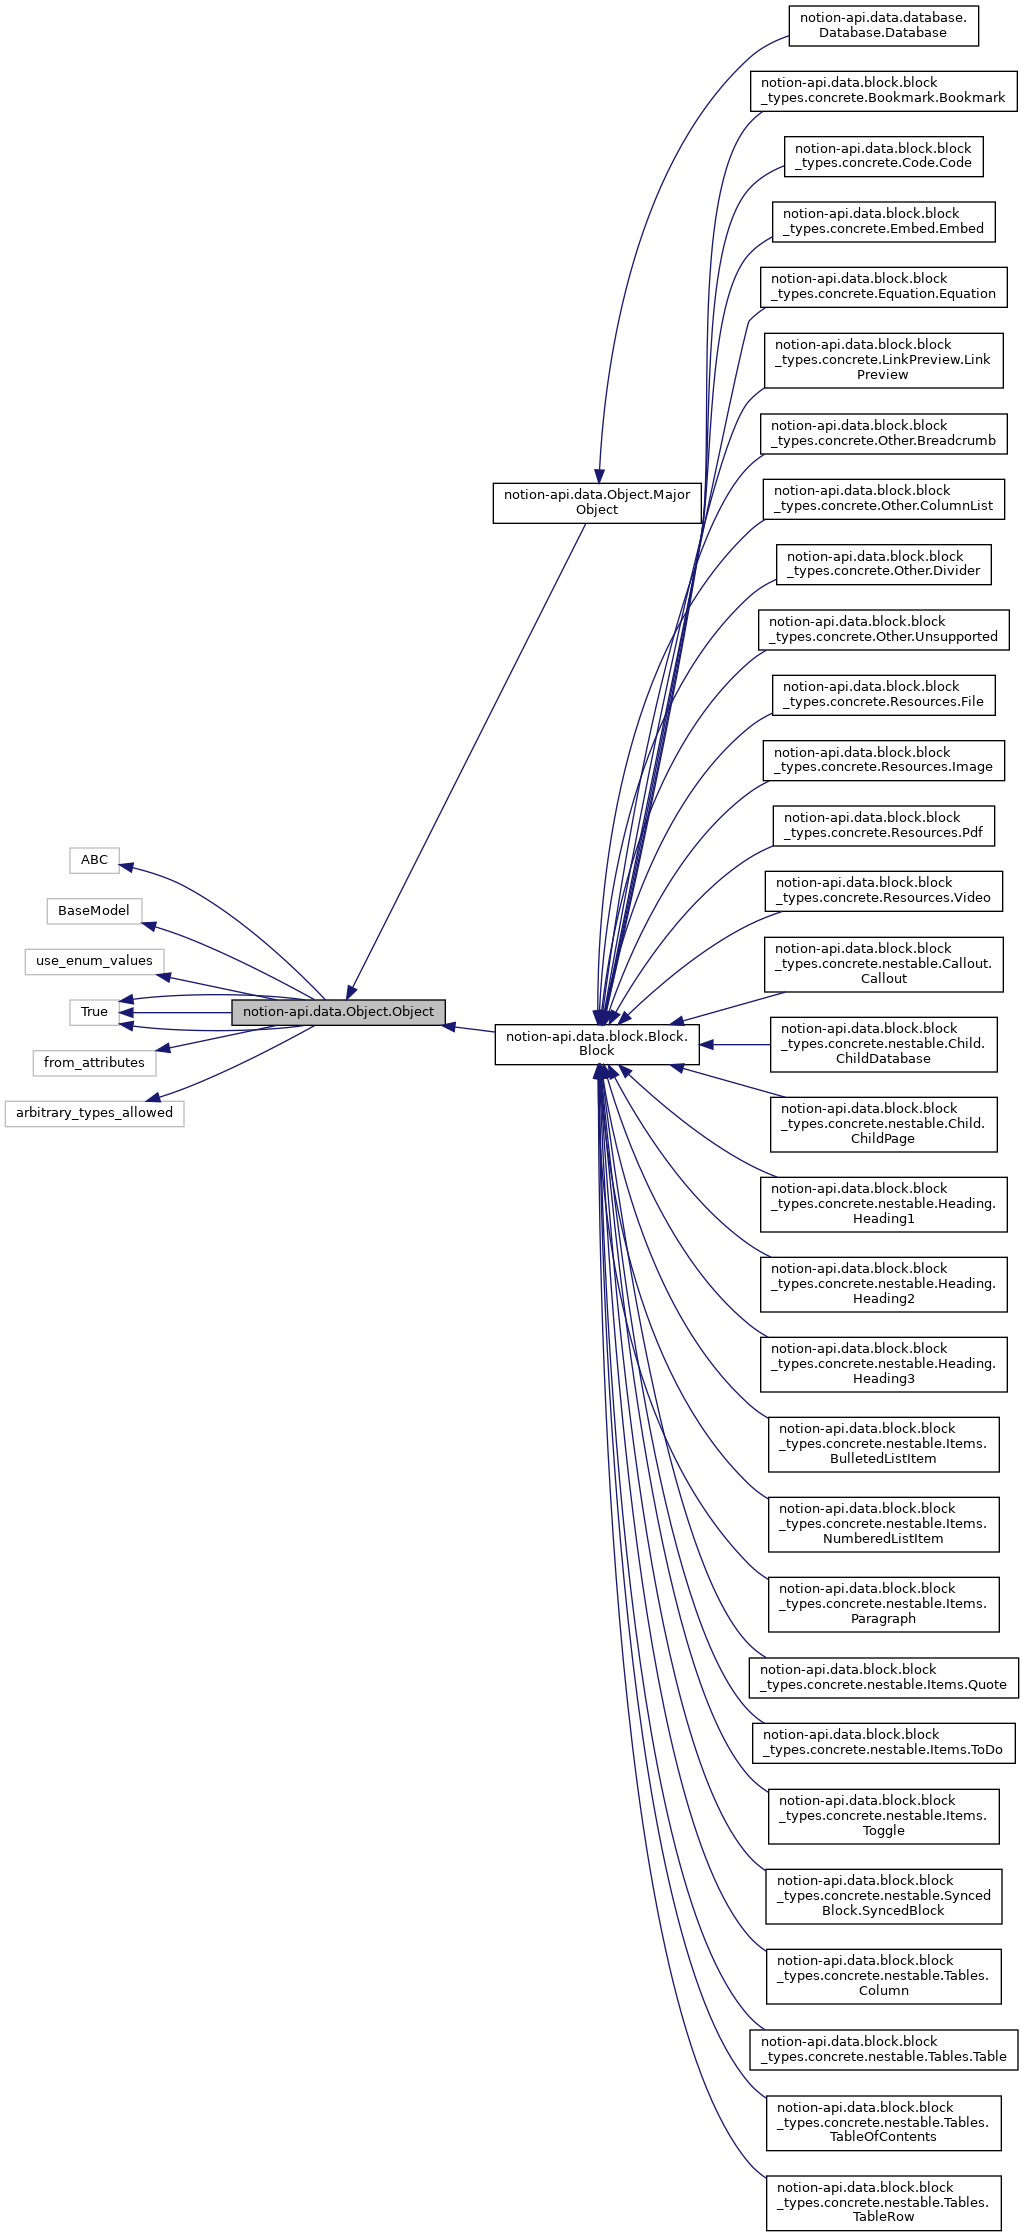 notion-api.data.database.
Database.Database
notion-api.data.block.block
_types.concrete.Bookmark.Bookmark
notion-api.data.block.block
_types.concrete.Code.Code
notion-api.data.block.block
_types.concrete.Embed.Embed
notion-api.data.block.block
_types.concrete.Equation.Equation
notion-api.data.block.block
_types.concrete.LinkPreview.Link
Preview
notion-api.data.block.block
_types.concrete.Other.Breadcrumb
notion-api.data.Object.Major
Object
notion-api.data.block.block
_types.concrete.Other.ColumnList
notion-api.data.block.block
_types.concrete.Other.Divider
notion-api.data.block.block
_types.concrete.Other.Unsupported
notion-api.data.block.block
_types.concrete.Resources.File
notion-api.data.block.block
_types.concrete.Resources.Image
notion-api.data.block.block
_types.concrete.Resources.Pdf
notion-api.data.block.block
_types.concrete.Resources.Video
ABC
BaseModel
use_enum_values
True
from_attributes
arbitrary_types_allowed
notion-api.data.Object.Object
notion-api.data.block.Block.
Block
notion-api.data.block.block
_types.concrete.nestable.Callout.
Callout
notion-api.data.block.block
_types.concrete.nestable.Child.
ChildDatabase
notion-api.data.block.block
_types.concrete.nestable.Child.
ChildPage
notion-api.data.block.block
_types.concrete.nestable.Heading.
Heading1
notion-api.data.block.block
_types.concrete.nestable.Heading.
Heading2
notion-api.data.block.block
_types.concrete.nestable.Heading.
Heading3
notion-api.data.block.block
_types.concrete.nestable.Items.
BulletedListItem
notion-api.data.block.block
_types.concrete.nestable.Items.
NumberedListItem
notion-api.data.block.block
_types.concrete.nestable.Items.
Paragraph
notion-api.data.block.block
_types.concrete.nestable.Items.Quote
notion-api.data.block.block
_types.concrete.nestable.Items.ToDo
notion-api.data.block.block
_types.concrete.nestable.Items.
Toggle
notion-api.data.block.block
_types.concrete.nestable.Synced
Block.SyncedBlock
notion-api.data.block.block
_types.concrete.nestable.Tables.
Column
notion-api.data.block.block
_types.concrete.nestable.Tables.Table
notion-api.data.block.block
_types.concrete.nestable.Tables.
TableOfContents
notion-api.data.block.block
_types.concrete.nestable.Tables.
TableRow